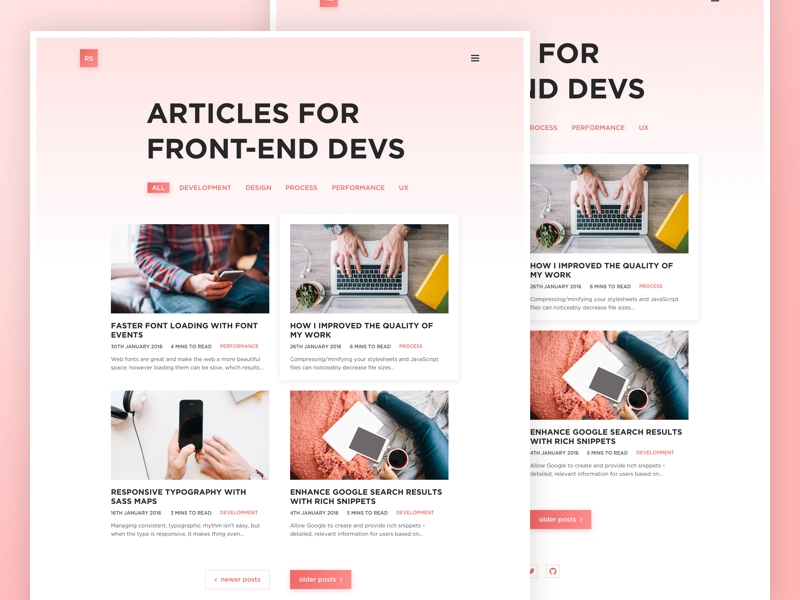 RS
ARTICLES FOR
FRONT-END DEVS
ALL DEVELOPMENT DESIGN PROCESS PERFORMANCE UX
FASTER FONT LOADING WITH FONT
EVENTS
30TH JANUARY 2016 4 MINS TO READ PERFORMANCE
Web fonts are great and make the web a more beautiful
space; however loading them can be slow, which results...
HOW I IMPROVED THE QUALITY OF
MY WORK
26TH JANUARY 2016 6 MINS TO READ PROCESS
Compressing/minifying your stylesheets and JavaScript
files can noticably decrease file sizes...
RESPONSIVE TYPOGRAPHY WITH
SASS MAPS
16TH JANUARY 2016 3 MINS TO READ DEVELOPMENT
Managing consistent, typographic rhythm isn't easy, but
when the type is responsive, it makes thing even...
ENHANCE GOOGLE SEARCH RESULTS
WITH RICH SNIPPETS
4TH JANUARY 2016 5 MINS TO READ DEVELOPMENT
Allow Google to create and provide rich snippets –
detailed, relevant information for users based on...
< newer posts
older posts >
FOR
ND DEVS
ROCESS PERFORMANCE UX
HOW I IMPROVED THE QUALITY OF
MY WORK
26TH JANUARY 2016 6 MINS TO READ PROCESS
Compressing/minifying your stylesheets and JavaScript
files can noticably decrease file sizes...
ENHANCE GOOGLE SEARCH RESULTS
WITH RICH SNIPPETS
4TH JANUARY 2016 5 MINS TO READ DEVELOPMENT
Allow Google to create and provide rich snippets –
detailed, relevant information for users based on...
older posts >